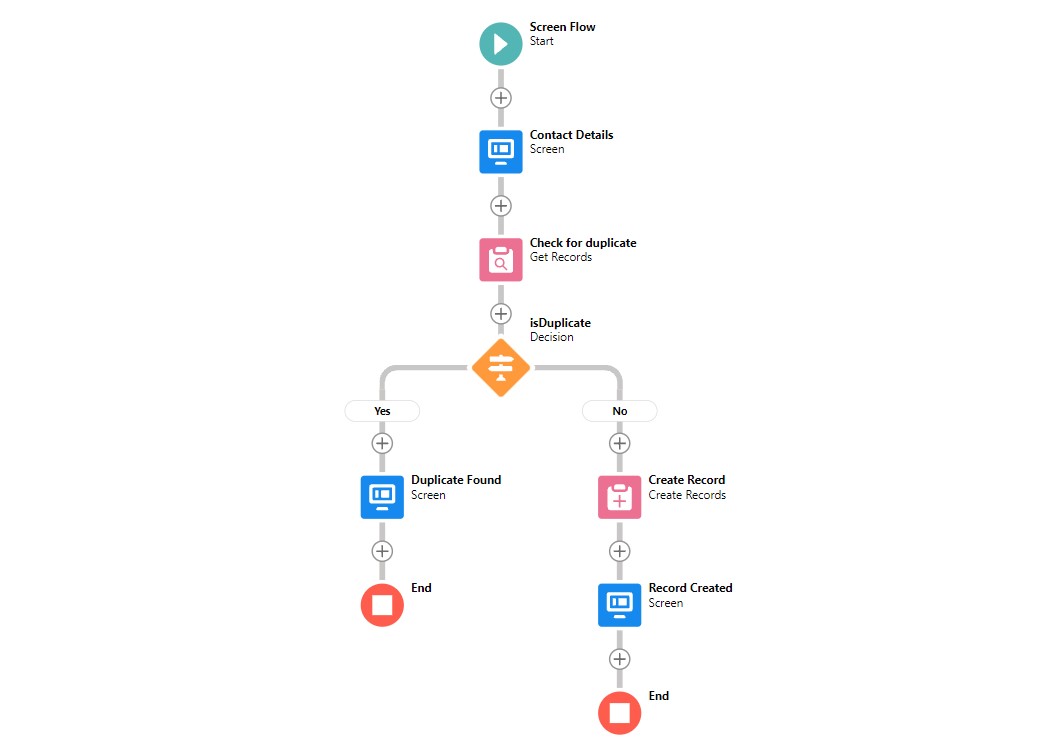 Screen Flow
Start
Contact Details
Screen
Check for duplicate
Get Records
isDuplicate
Decision
Yes
No
Duplicate Found
Screen
Create Record
Create Records
End
Record Created
Screen
End